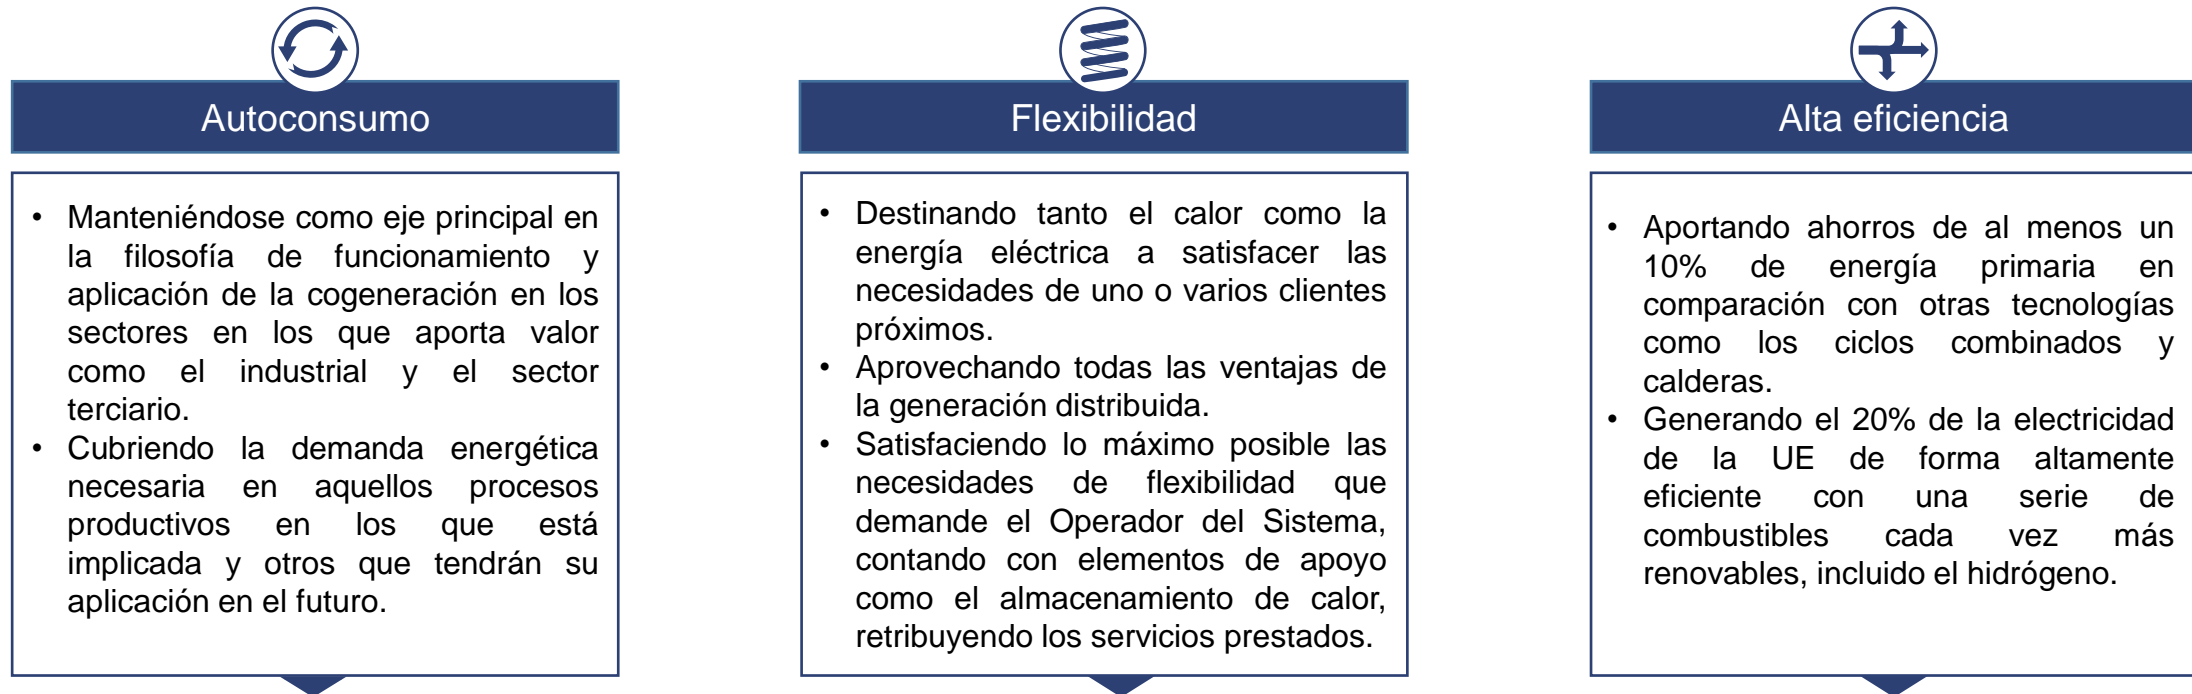 Autoconsumo
• Manteniéndose como eje principal en
la filosofía de funcionamiento y
aplicación de la cogeneración en los
sectores en los que aporta valor
como el industrial y el sector
terciario.
• Cubriendo la demanda energética
necesaria en aquellos procesos
productivos en los que está
implicada y otros que tendrán su
aplicación en el futuro.
Flexibilidad
• Destinando tanto el calor como la
energía eléctrica a satisfacer las
necesidades de uno o varios clientes
próximos.
• Aprovechando todas las ventajas de
la generación distribuida.
• Satisfaciendo lo máximo posible las
necesidades de flexibilidad que
demande el Operador del Sistema,
contando con elementos de apoyo
como el almacenamiento de calor,
retribuyendo los servicios prestados.
Alta eficiencia
• Aportando ahorros de al menos un
10% de energía primaria en
comparación con otras tecnologías
como los ciclos combinados y
calderas.
• Generando el 20% de la electricidad
de la UE de forma altamente
eficiente con una serie de
combustibles cada vez más
renovables, incluido el hidrógeno.